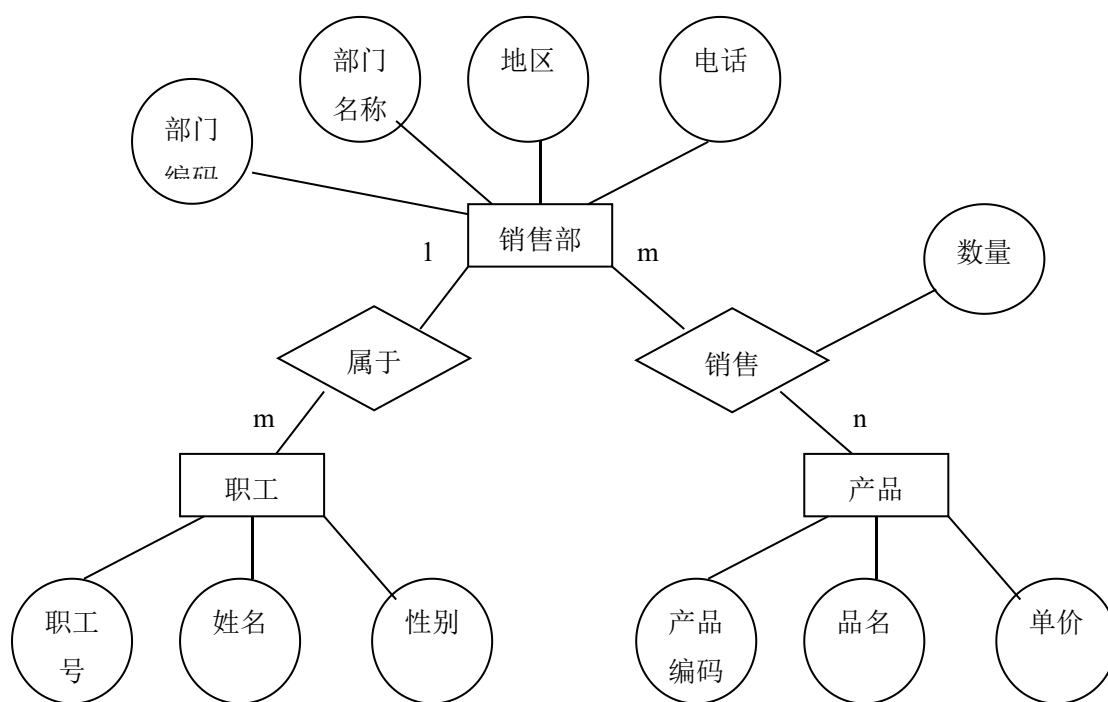 部门
名称
地区
电话
部门
编码
销售部
1
m
数量
属于
销售
m
n
职工
产品
职工
号
姓名
性别
产品
编码
品名
单价